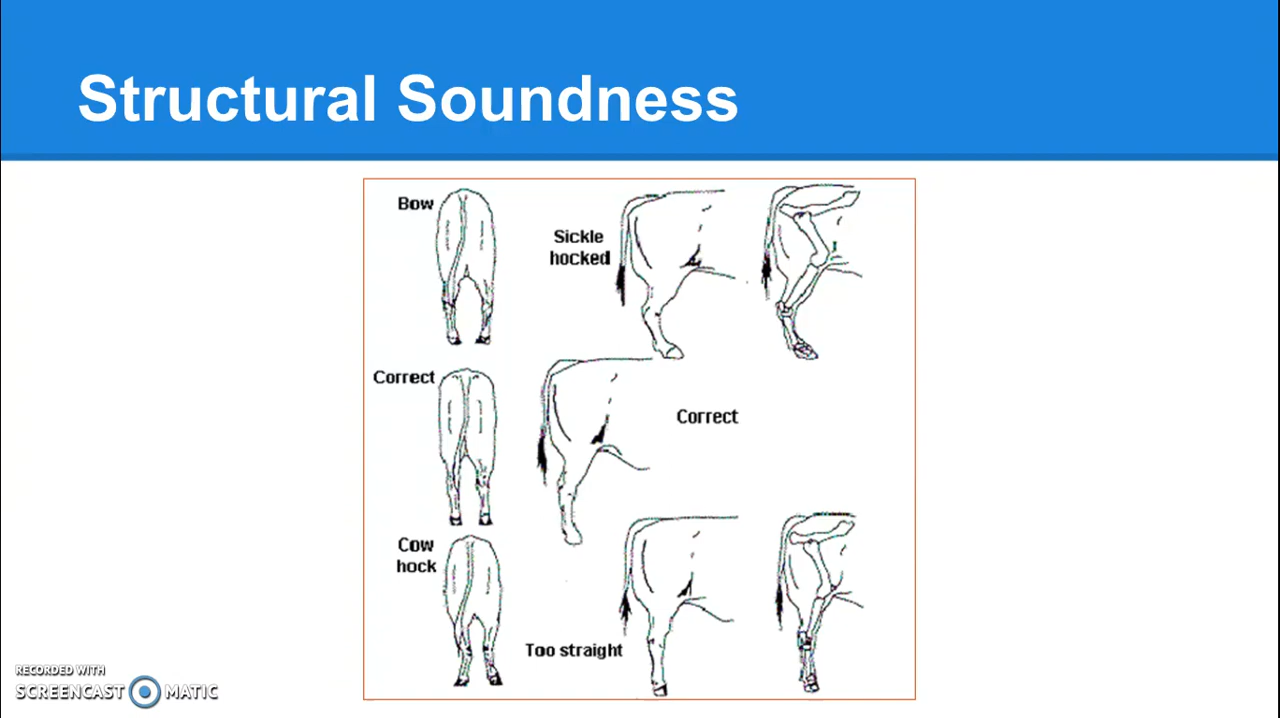 Structural Soundness
Bow
Sickle
hocked
Correct
Correct
Cow
hock
Too straight
RECORDED WITH
SCREENCAST MATIC